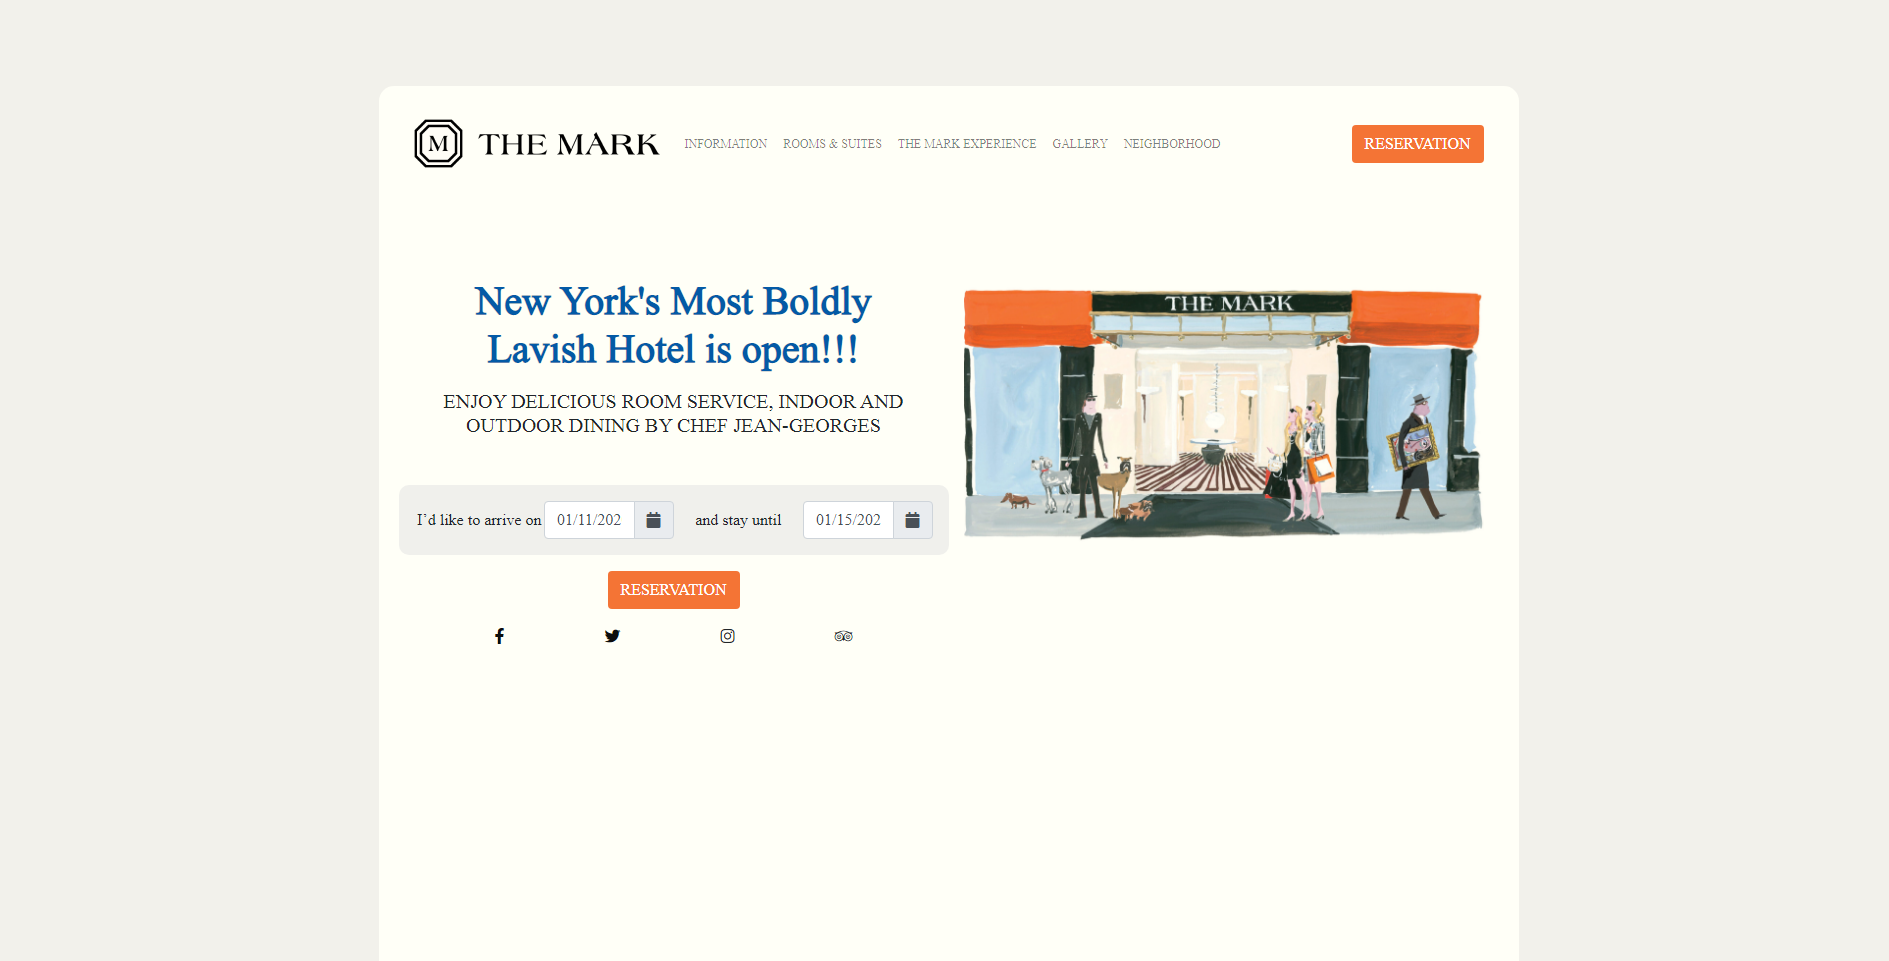 M THE MARK INFORMATION ROOMS & SUITES THE MARK EXPERIENCE GALLERY NEIGHBORHOOD RESERVATION
New York's Most Boldly
Lavish Hotel is open!!!
ENJOY DELICIOUS ROOM SERVICE, INDOOR AND
OUTDOOR DINING BY CHEF JEAN-GEORGES
THE MARK
I'd like to arrive on 01/11/202 and stay until 01/15/202
RESERVATION